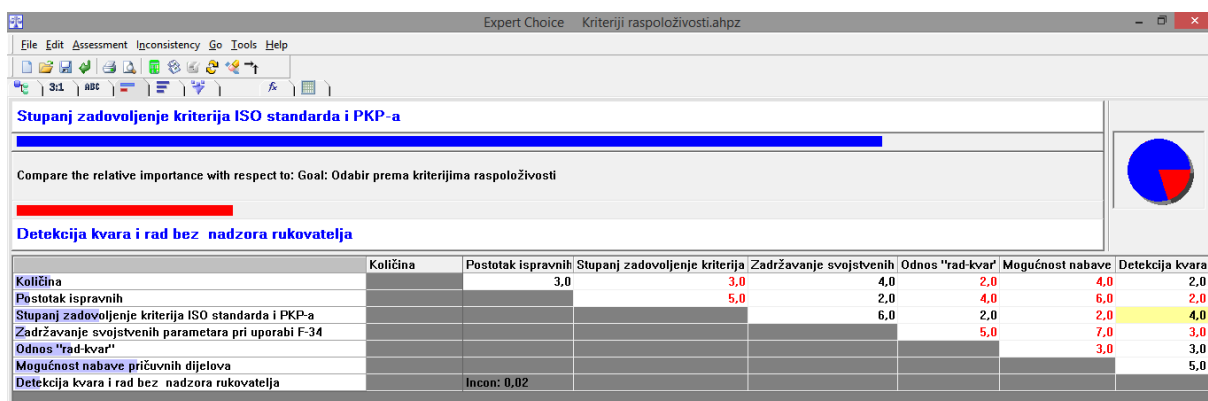 Expert Choice Kriteriji raspoloživosti.ahpz
File Edit Assessment Inconsistency Go Tools Help
3:1 ABC fx
Stupanj zadovoljenje kriterija ISO standarda i PKP-a
Compare the relative importance with respect to: Goal: Odabir prema kriterijima raspoloživosti
Detekcija kvara i rad bez nadzora rukovatelja
Količina Postotak ispravnih Stupanj zadovoljenje kriterija Zadržavanje svojstvenih Odnos "rad-kvar" Mogućnost nabave Detekcija kvara
Količina 3,0 3,0 4,0 2,0 4,0 2,0
Postotak ispravnih 5,0 2,0 4,0 6,0 2,0
Stupanj zadovoljenje kriterija ISO standarda i PKP-a 6,0 2,0 2,0 4,0
Zadržavanje svojstvenih parametara pri uporabi F-34 5,0 7,0 3,0
Odnos "rad-kvar" 3,0 3,0
Mogućnost nabave pričuvnih dijelova 5,0
Detekcija kvara i rad bez nadzora rukovatelja Incon: 0,02